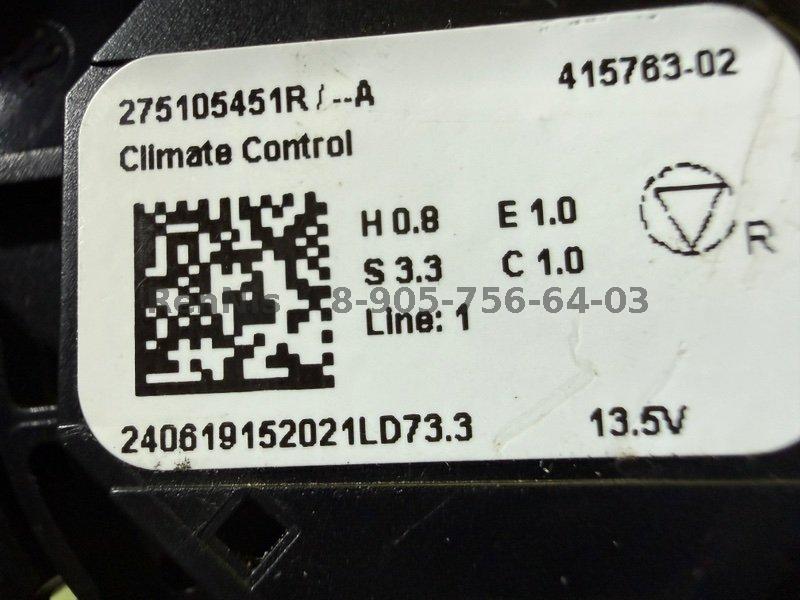 275105451R / --A 415763-02
Climate Control
H 0.8 E 1.0
R
S 3.3 C 1.0
RenNis 8-905-756-64-03
Line: 1
240619152021LD73.3 13.5V